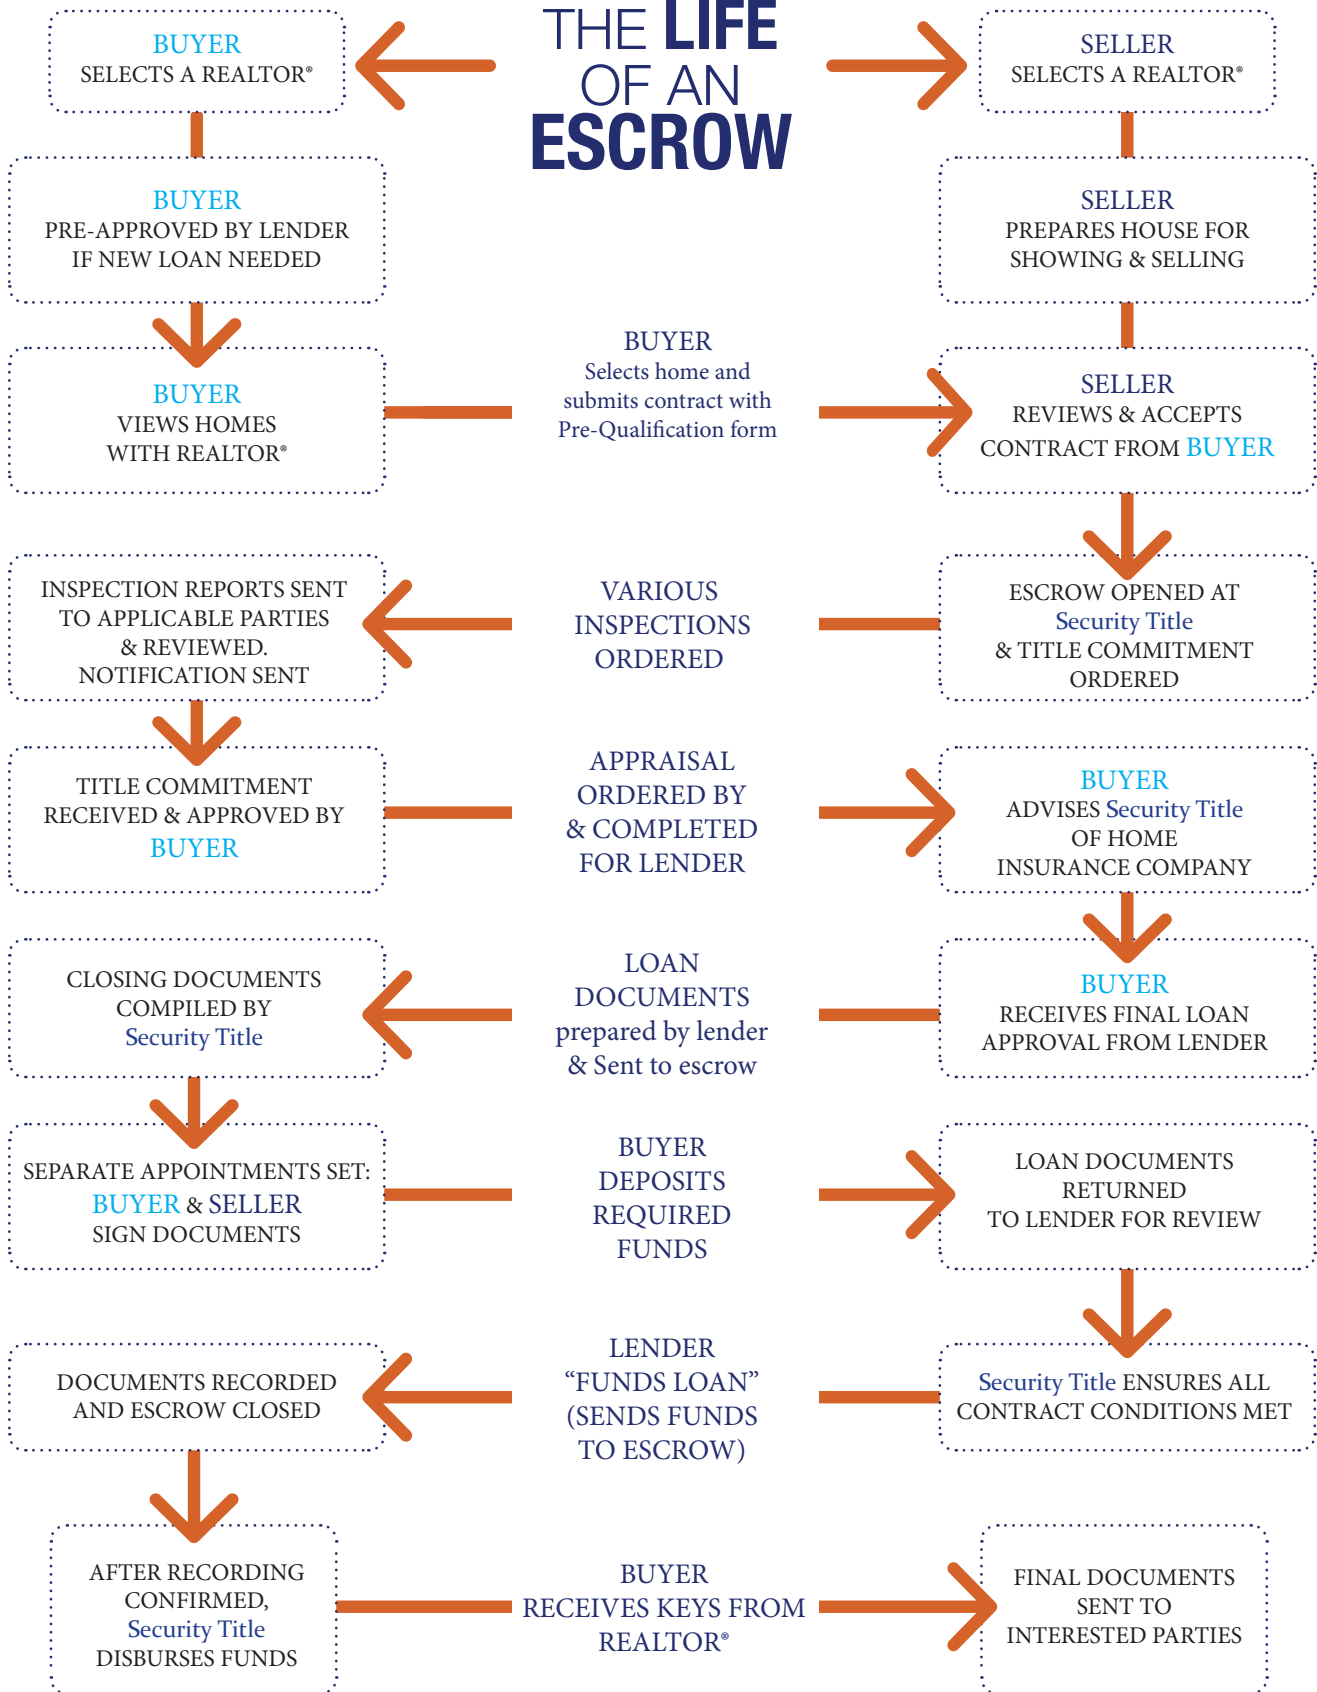 THE LIFE
OF AN
ESCROW
BUYER
SELECTS A REALTOR®
SELLER
SELECTS A REALTOR®
BUYER
PRE-APPROVED BY LENDER
IF NEW LOAN NEEDED
SELLER
PREPARES HOUSE FOR
SHOWING & SELLING
BUYER
VIEWS HOMES
WITH REALTOR®
BUYER
Selects home and
submits contract with
Pre-Qualification form
SELLER
REVIEWS & ACCEPTS
CONTRACT FROM BUYER
ESCROW OPENED AT
Security Title
& TITLE COMMITMENT
ORDERED
VARIOUS
INSPECTIONS
ORDERED
INSPECTION REPORTS SENT
TO APPLICABLE PARTIES
& REVIEWED.
NOTIFICATION SENT
TITLE COMMITMENT
RECEIVED & APPROVED BY
BUYER
APPRAISAL
ORDERED BY
& COMPLETED
FOR LENDER
BUYER
ADVISES Security Title
OF HOME
INSURANCE COMPANY
BUYER
RECEIVES FINAL LOAN
APPROVAL FROM LENDER
LOAN
DOCUMENTS
prepared by lender
& Sent to escrow
CLOSING DOCUMENTS
COMPILED BY
Security Title
SEPARATE APPOINTMENTS SET:
BUYER & SELLER
SIGN DOCUMENTS
BUYER
DEPOSITS
REQUIRED
FUNDS
LOAN DOCUMENTS
RETURNED
TO LENDER FOR REVIEW
Security Title ENSURES ALL
CONTRACT CONDITIONS MET
LENDER
“FUNDS LOAN”
(SENDS FUNDS
TO ESCROW)
DOCUMENTS RECORDED
AND ESCROW CLOSED
AFTER RECORDING
CONFIRMED,
Security Title
DISBURSES FUNDS
BUYER
RECEIVES KEYS FROM
REALTOR®
FINAL DOCUMENTS
SENT TO
INTERESTED PARTIES